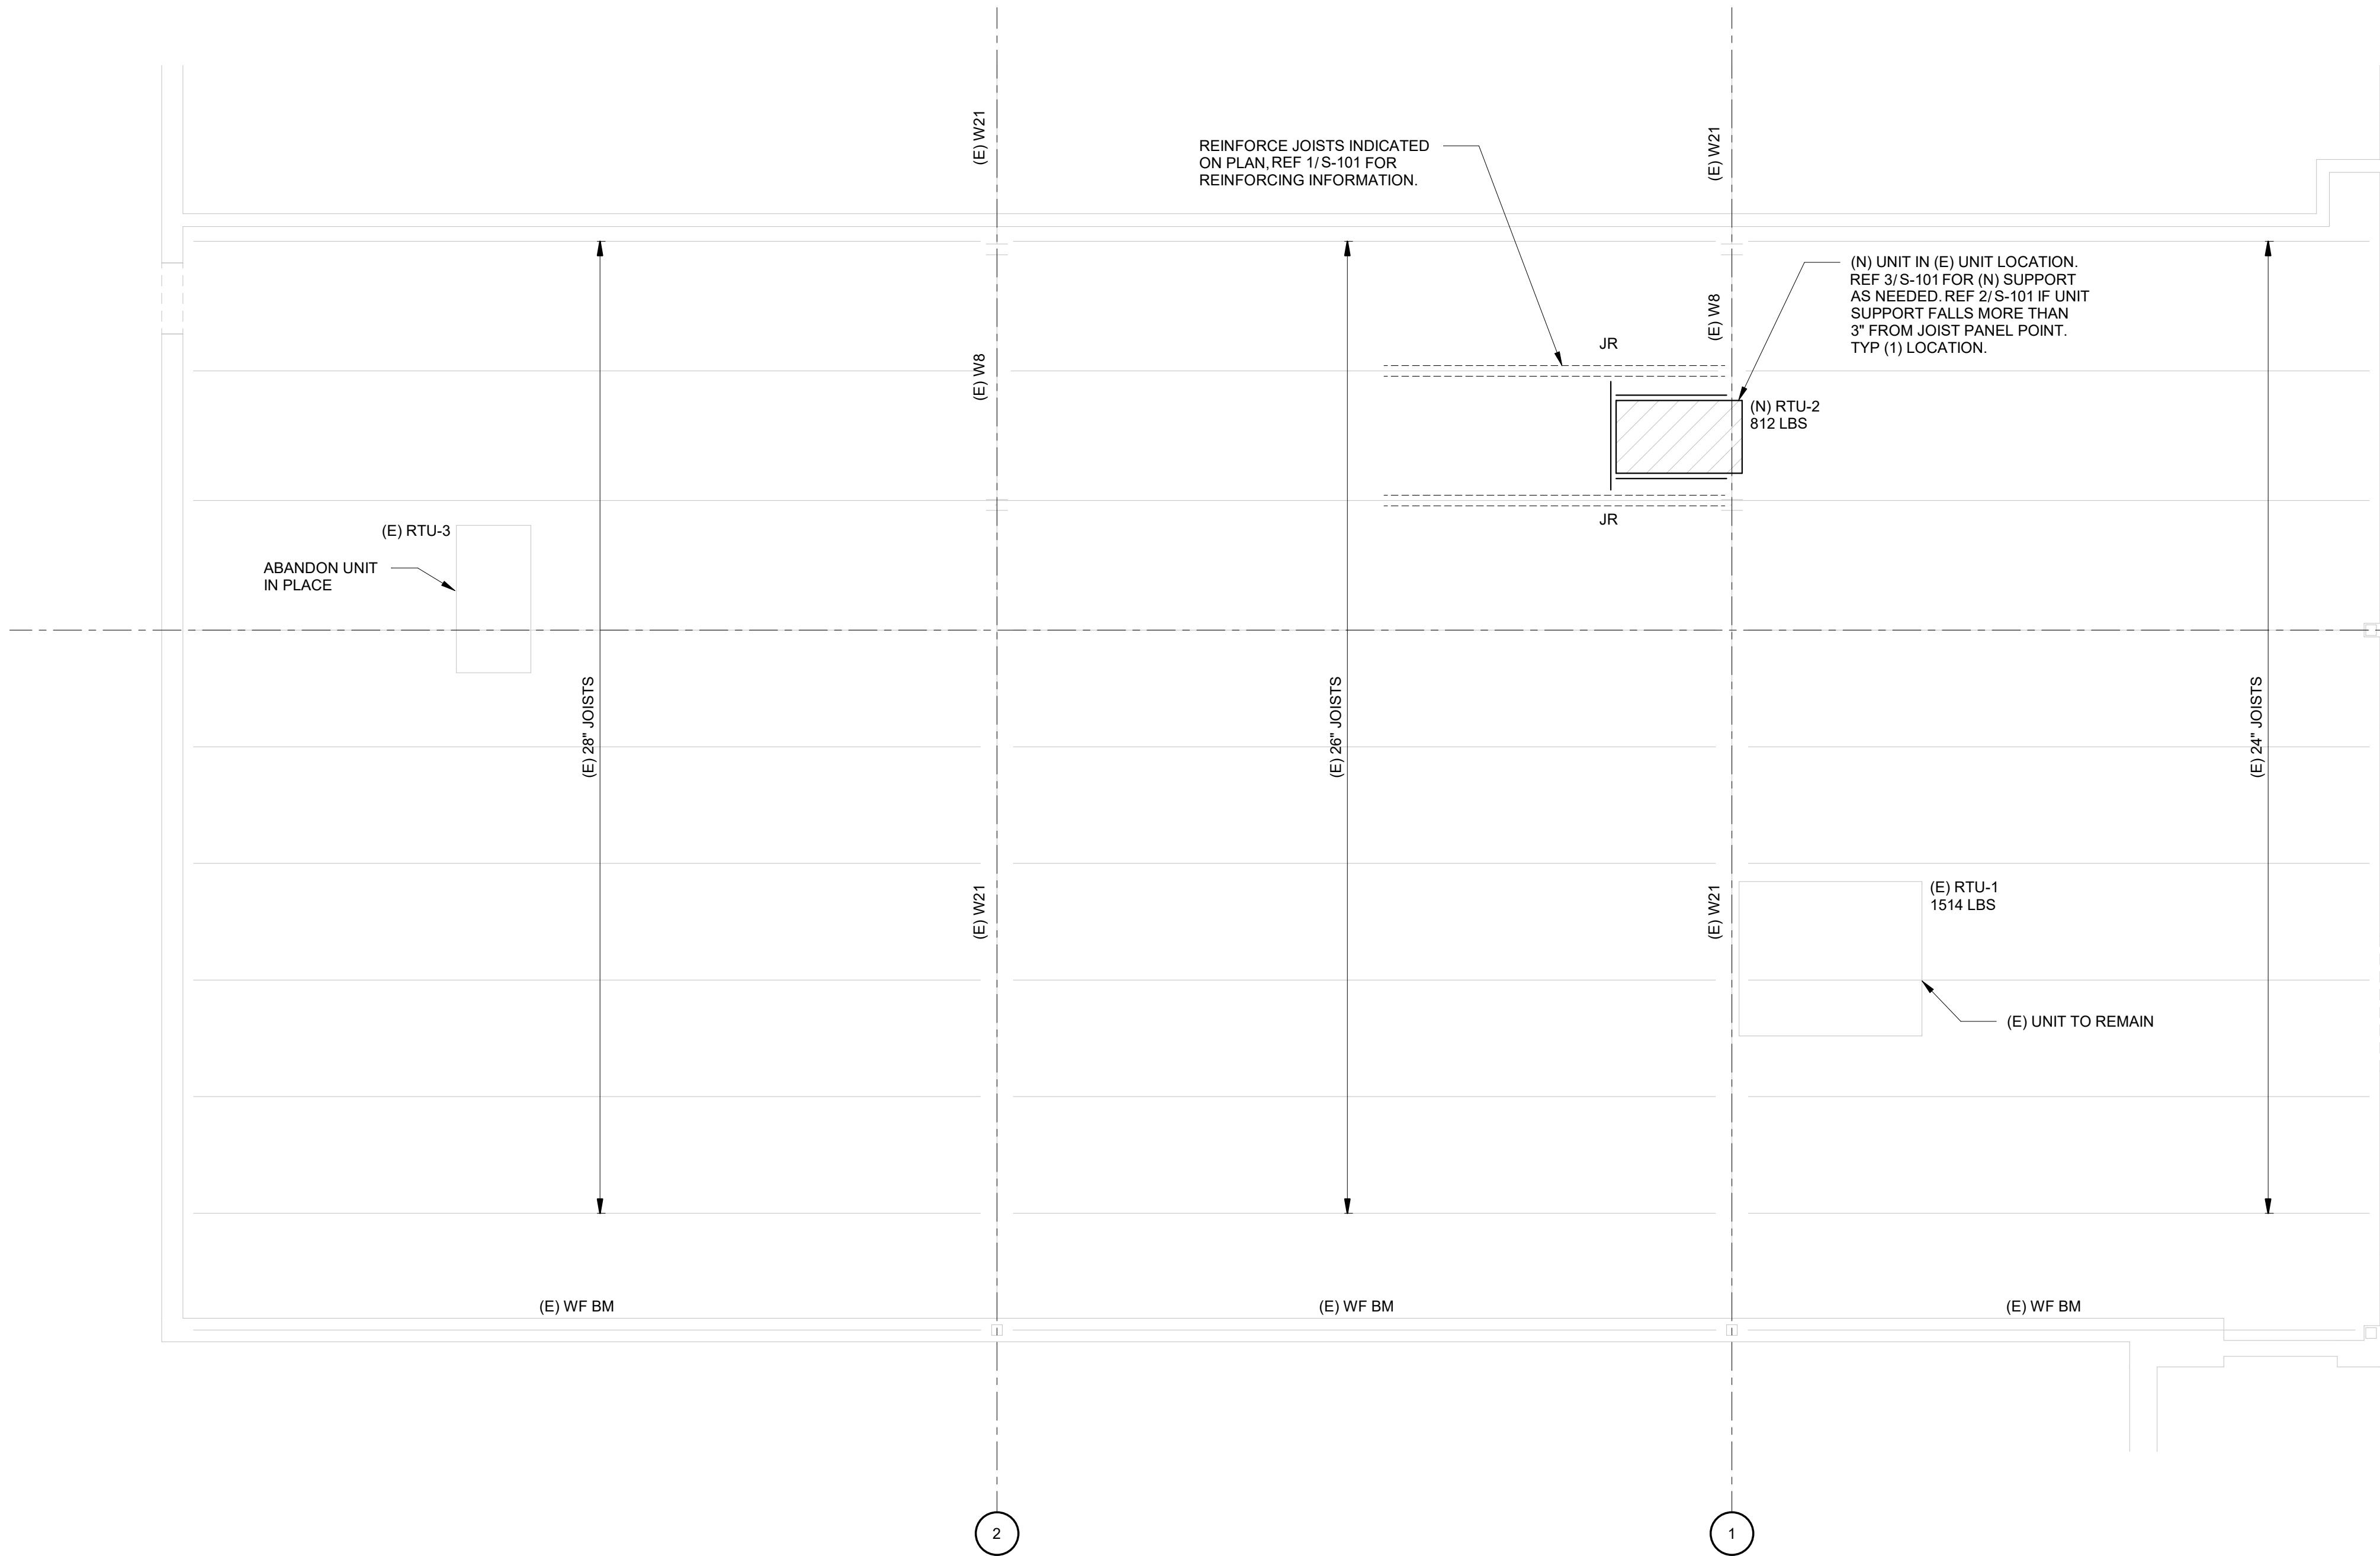 (E) W21
(E) W21
REINFORCE JOISTS INDICATED
ON PLAN, REF 1/S-101 FOR
REINFORCING INFORMATION.
(N) UNIT IN (E) UNIT LOCATION.
REF 3/S-101 FOR (N) SUPPORT
AS NEEDED. REF 2/S-101 IF UNIT
SUPPORT FALLS MORE THAN
3" FROM JOIST PANEL POINT.
TYP (1) LOCATION.
(E) W8
(E) W8
JR
(N) RTU-2
812 LBS
JR
(E) RTU-3
ABANDON UNIT
IN PLACE
(E) 28" JOISTS
(E) 26" JOISTS
(E) 24" JOISTS
(E) W21
(E) W21
(E) RTU-1
1514 LBS
(E) UNIT TO REMAIN
(E) WF BM
(E) WF BM
(E) WF BM
2
1